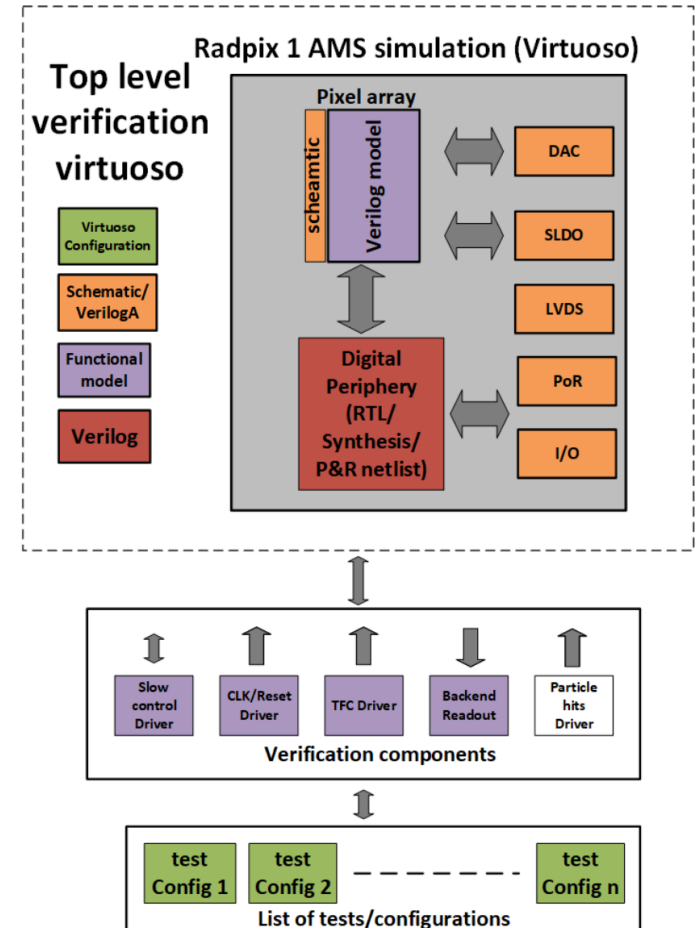 Radpix 1 AMS simulation (Virtuoso)
Top level
verification
virtuoso
Virtuoso
Configuration
Schematic/
VerilogA
Functional
model
Verilog
Pixel array
scheamtic
Verilog model
DAC
SLDO
LVDS
PoR
I/O
Digital
Periphery
(RTL/
Synthesis/
P&R netlist)
Slow
control
Driver
CLK/Reset
Driver
TFC Driver
Backend
Readout
Particle
hits
Driver
Verification components
test
Config 1
test
Config 2
test
Config n
List of tests/configurations